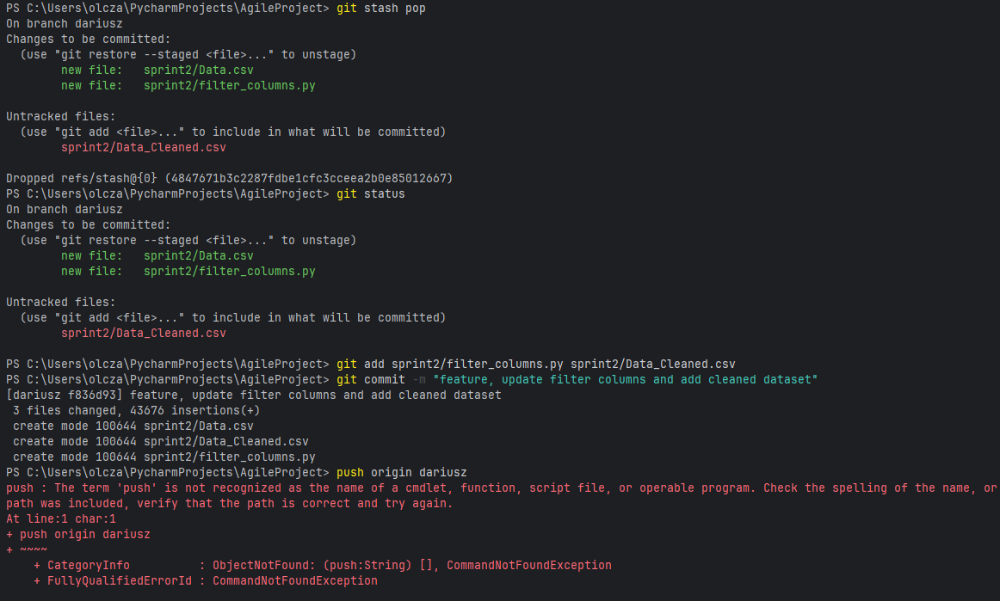 PS C:\Users\olcza\PycharmProjects\AgileProject> git stash pop
On branch dariusz
Changes to be committed:
  (use "git restore --staged <file>..." to unstage)
        new file:   sprint2/Data.csv
        new file:   sprint2/filter_columns.py

Untracked files:
  (use "git add <file>..." to include in what will be committed)
        sprint2/Data_Cleaned.csv

Dropped refs/stash@{0} (4847671b3c2287fdbe1cfc3cceea2b0e85012667)
PS C:\Users\olcza\PycharmProjects\AgileProject> git status
On branch dariusz
Changes to be committed:
  (use "git restore --staged <file>..." to unstage)
        new file:   sprint2/Data.csv
        new file:   sprint2/filter_columns.py

Untracked files:
  (use "git add <file>..." to include in what will be committed)
        sprint2/Data_Cleaned.csv

PS C:\Users\olcza\PycharmProjects\AgileProject> git add sprint2/filter_columns.py sprint2/Data_Cleaned.csv
PS C:\Users\olcza\PycharmProjects\AgileProject> git commit -m "feature, update filter columns and add cleaned dataset"
[dariusz f836d93] feature, update filter columns and add cleaned dataset
 3 files changed, 43676 insertions(+)
 create mode 100644 sprint2/Data.csv
 create mode 100644 sprint2/Data_Cleaned.csv
 create mode 100644 sprint2/filter_columns.py
PS C:\Users\olcza\PycharmProjects\AgileProject> push origin dariusz
push : The term 'push' is not recognized as the name of a cmdlet, function, script file, or operable program. Check the spelling of the name, or
path was included, verify that the path is correct and try again.
At line:1 char:1
+ push origin dariusz
+ ~~~~
    + CategoryInfo          : ObjectNotFound: (push:String) [], CommandNotFoundException
    + FullyQualifiedErrorId : CommandNotFoundException